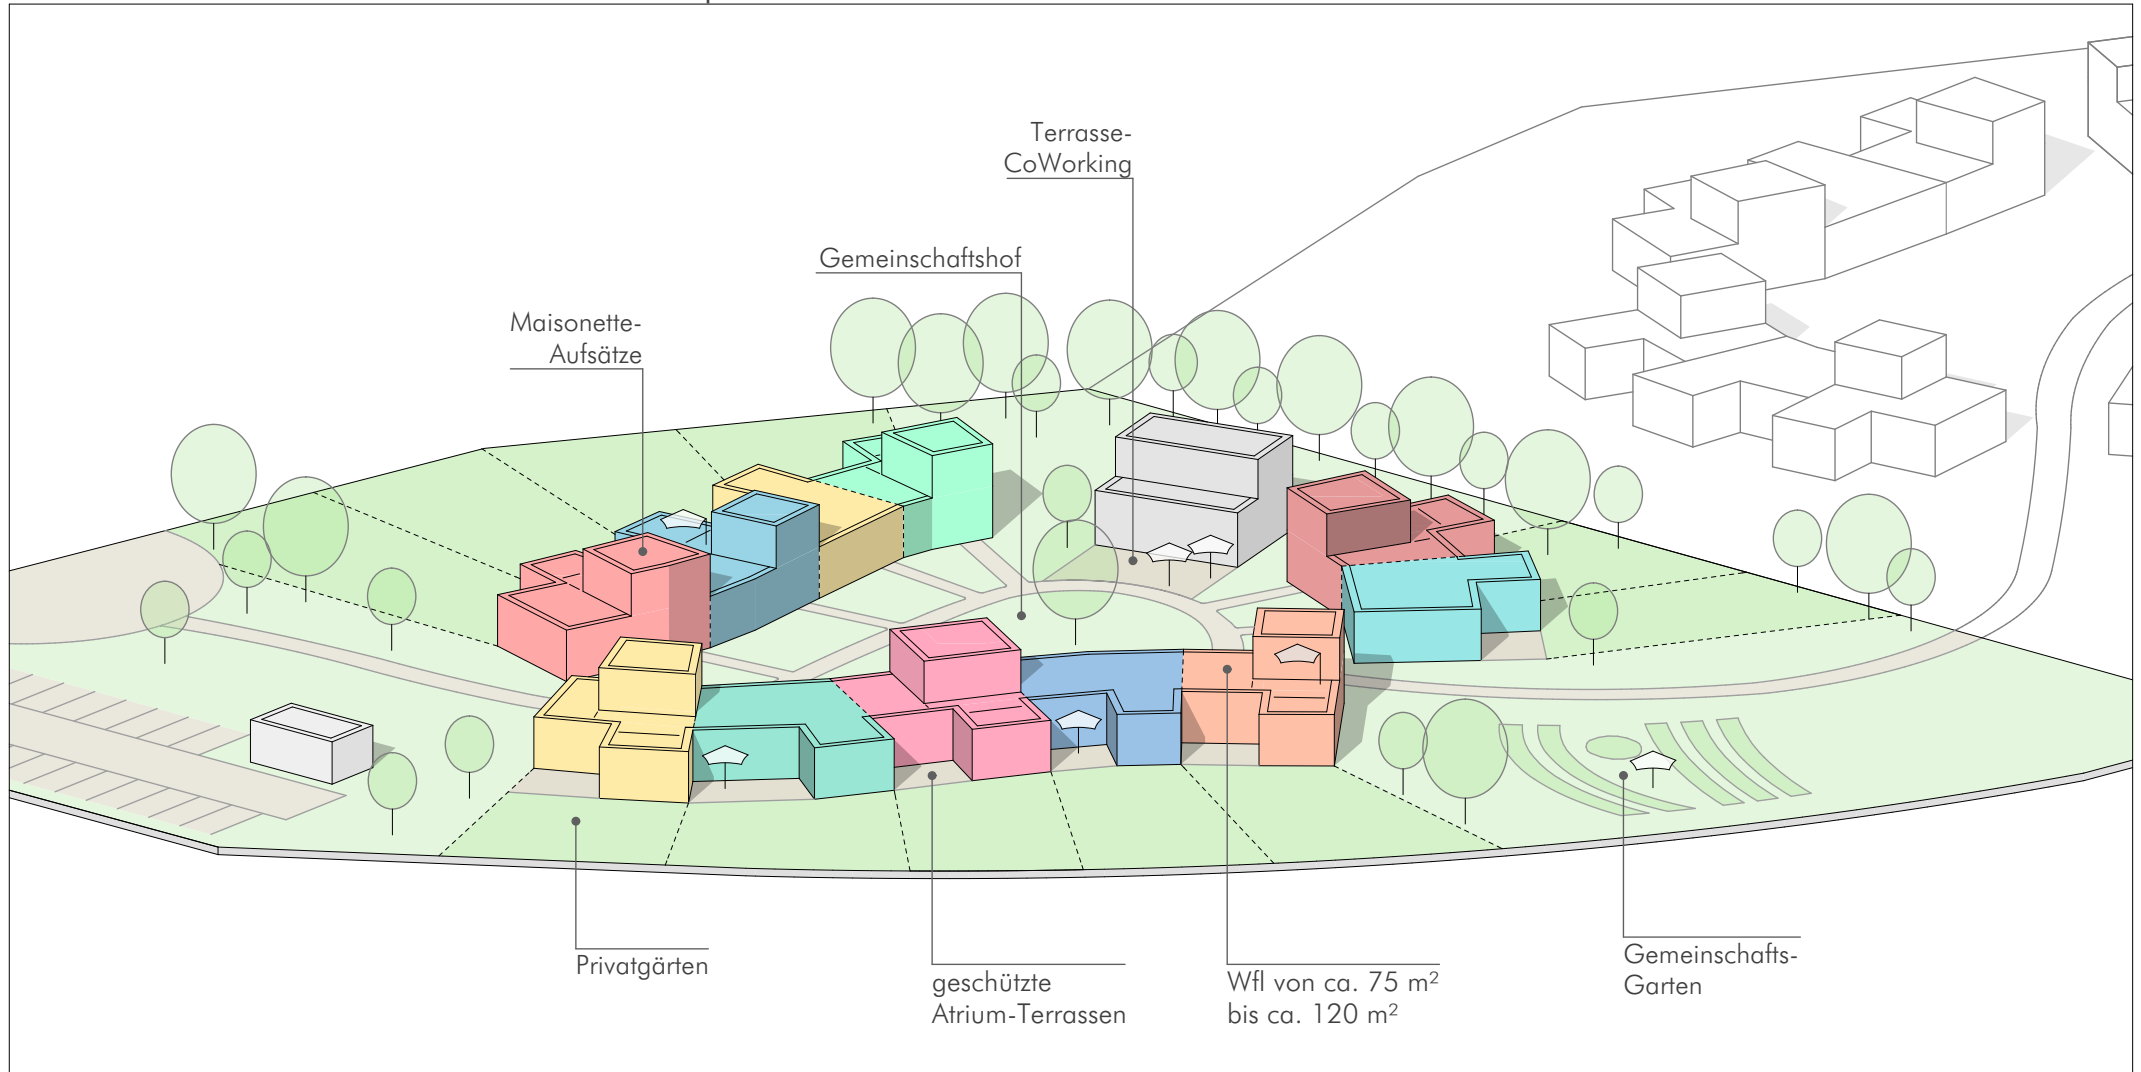 Terrasse-
CoWorking
Gemeinschaftshof
Maisonette-
Aufsätze
Privatgärten
geschützte
Atrium-Terrassen
Wfl von ca. 75 m²
bis ca. 120 m²
Gemeinschafts-
Garten